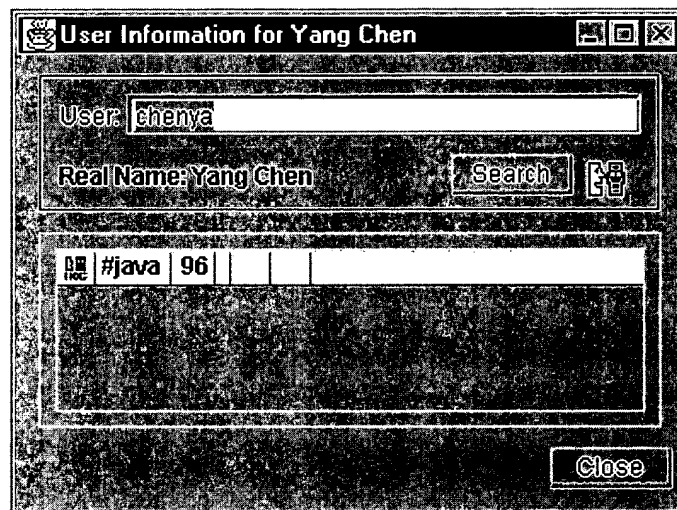 User Information for Yang Chen
User: chenya
Real Name: Yang Chen Search
#java 96
Close